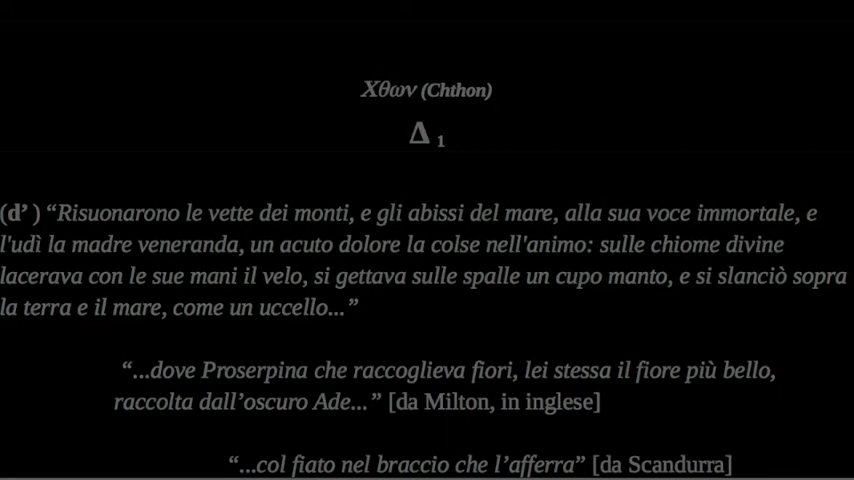 Χθων (Chthon)
Δ 1
(d’ ) “Risuonarono le vette dei monti, e gli abissi del mare, alla sua voce immortale, e
l'udì la madre veneranda, un acuto dolore la colse nell'animo: sulle chiome divine
lacerava con le sue mani il velo, si gettava sulle spalle un cupo manto, e si slanciò sopra
la terra e il mare, come un uccello...”
“...dove Proserpina che raccoglieva fiori, lei stessa il fiore più bello,
raccolta dall’oscuro Ade...” [da Milton, in inglese]
“...col fiato nel braccio che l’afferra” [da Scandurra]